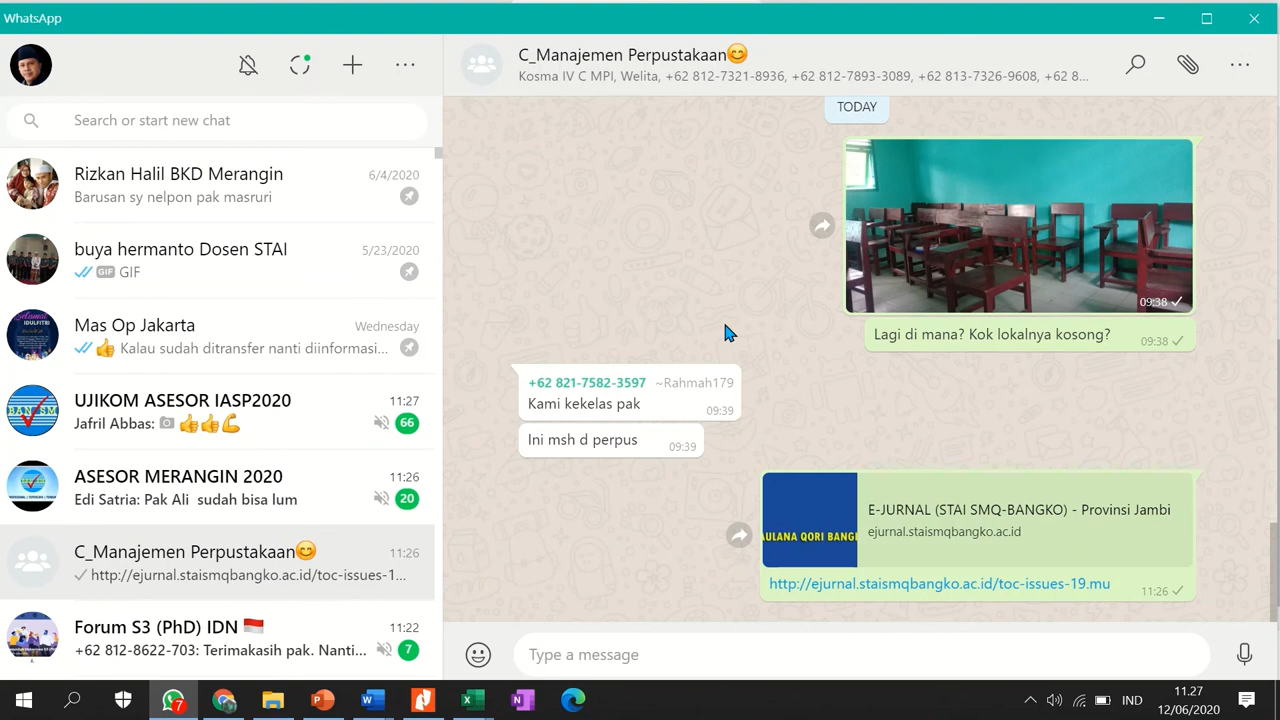 WhatsApp
Search or start new chat
Rizkan Halil BKD Merangin
6/4/2020
Barusan sy nelpon pak masruri
buya hermanto Dosen STAI
5/23/2020
GIF GIF
Mas Op Jakarta
Wednesday
👍 Kalau sudah ditransfer nanti diinformasi...
UJIKOM ASESOR IASP2020
11:27
Jafril Abbas: 👍👍💪
66
ASESOR MERANGIN 2020
11:26
Edi Satria: Pak Ali sudah bisa lum
20
C_Manajemen Perpustakaan😊
11:26
http://ejurnal.staismqbangko.ac.id/toc-issues-1...
Forum S3 (PhD) IDN 🇮🇩
11:22
+62 812-8622-703: Terimakasih pak. Nanti...
7
C_Manajemen Perpustakaan😊
Kosma IV C MPI, Welita, +62 812-7321-8936, +62 812-7893-3089, +62 813-7326-9608, +62 8...
TODAY
09:38
Lagi di mana? Kok lokalnya kosong?
09:38
+62 821-7582-3597 ~Rahmah179
Kami kekelas pak
09:39
Ini msh d perpus
09:39
AULANA QORI BANG
E-JURNAL (STAI SMQ-BANGKO) - Provinsi Jambi
ejurnal.staismqbangko.ac.id
http://ejurnal.staismqbangko.ac.id/toc-issues-19.mu
11:26
Type a message
7
IND
11.27
12/06/2020